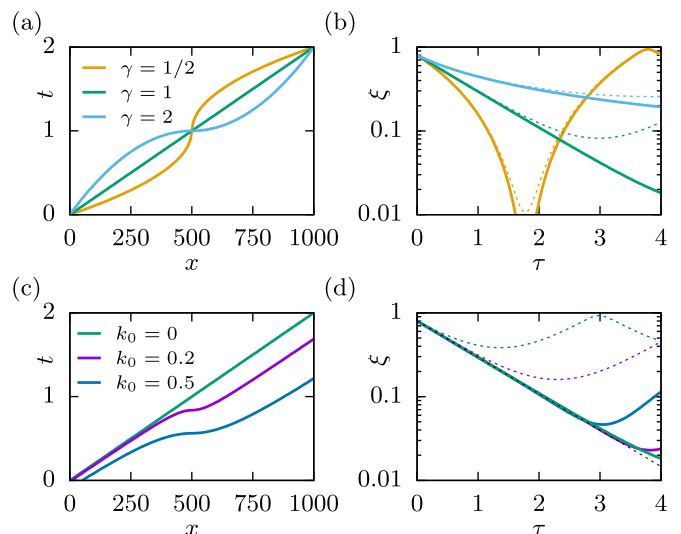 (a)
2
1
0
t
γ = 1/2
γ = 1
γ = 2
0 250 500 750 1000
x
(b)
1
0.1
0.01
ξ
0 1 2 3 4
τ
(c)
2
1
0
t
k₀ = 0
k₀ = 0.2
k₀ = 0.5
0 250 500 750 1000
x
(d)
1
0.1
0.01
ξ
0 1 2 3 4
τ